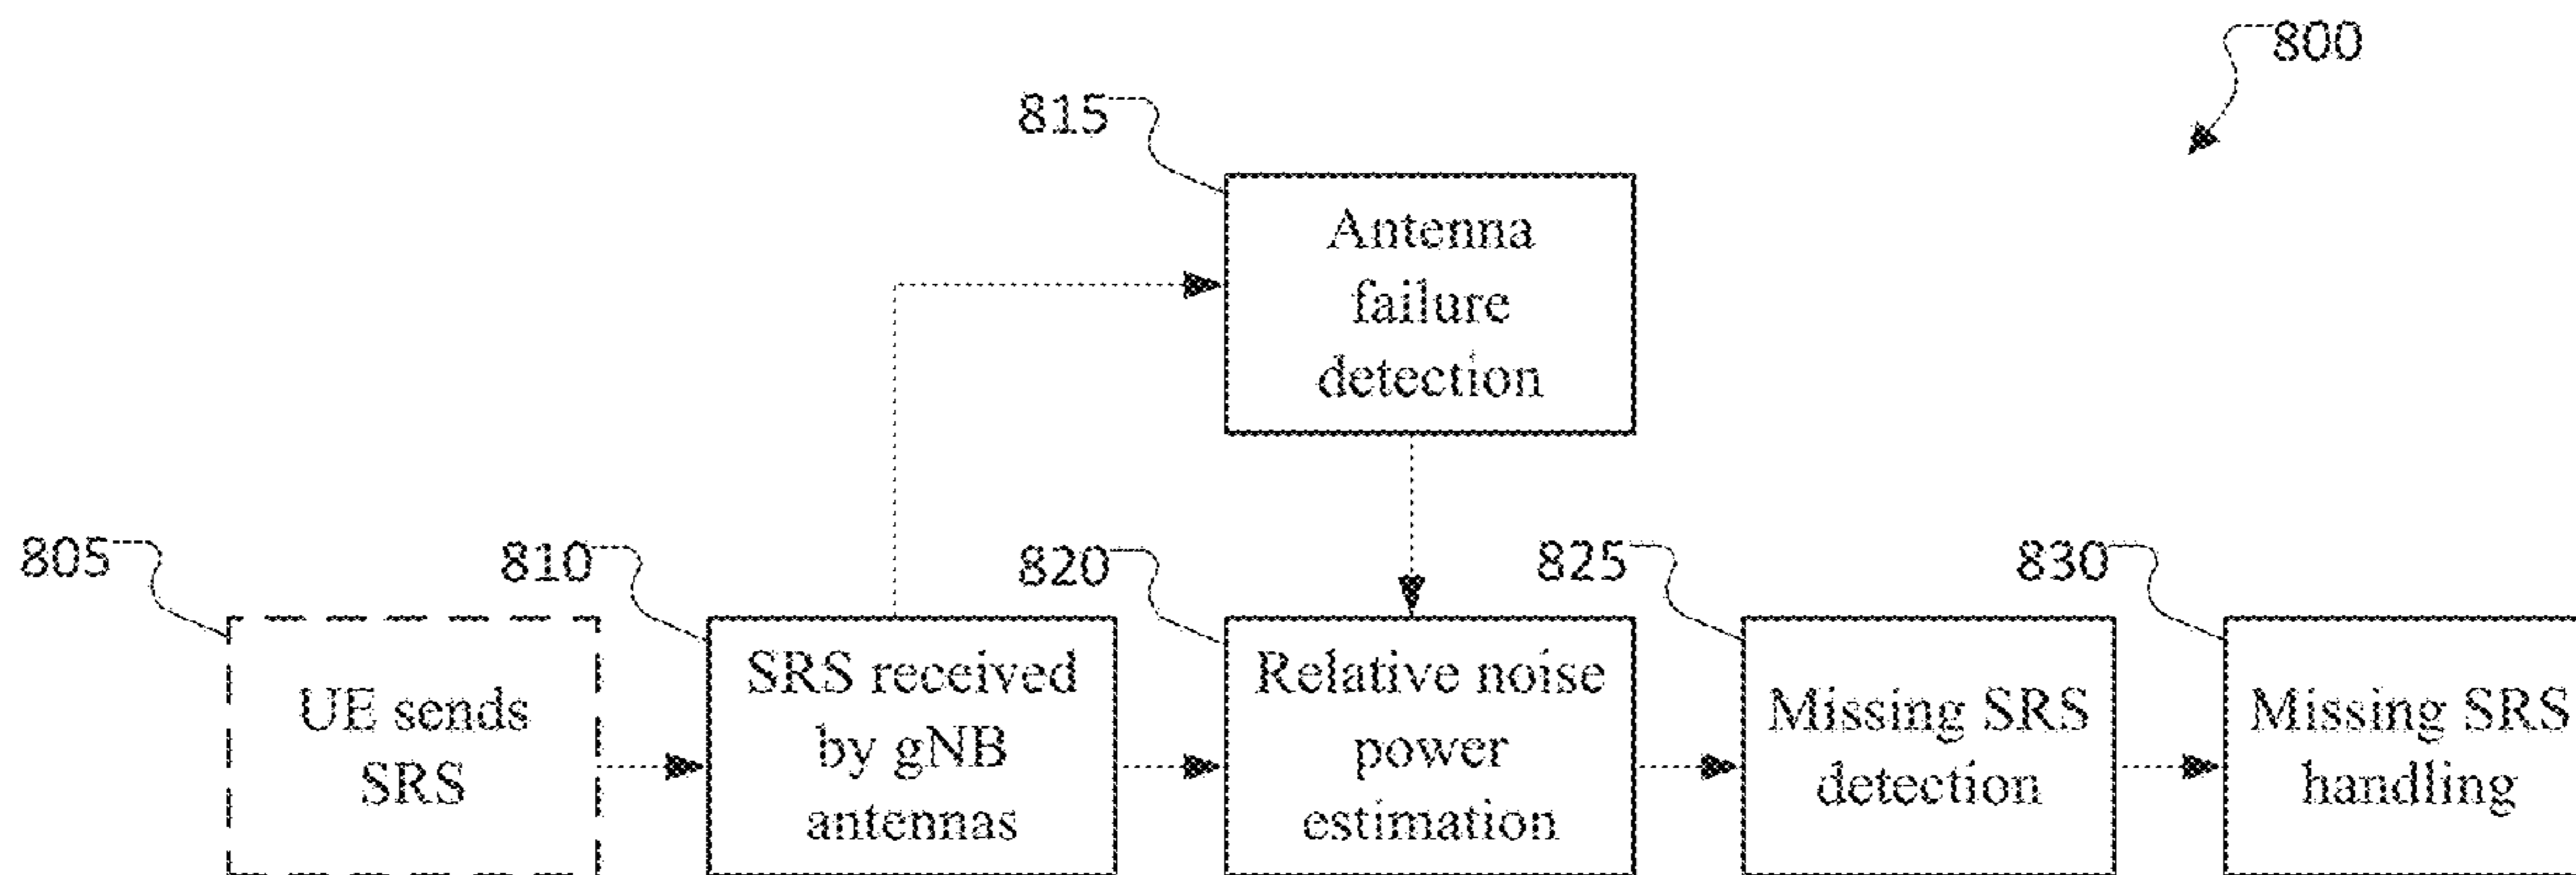 800
815
Antenna
failure
detection
805
810
820
825
830
UE sends
SRS
SRS received
by gNB
antennas
Relative noise
power
estimation
Missing SRS
detection
Missing SRS
handling